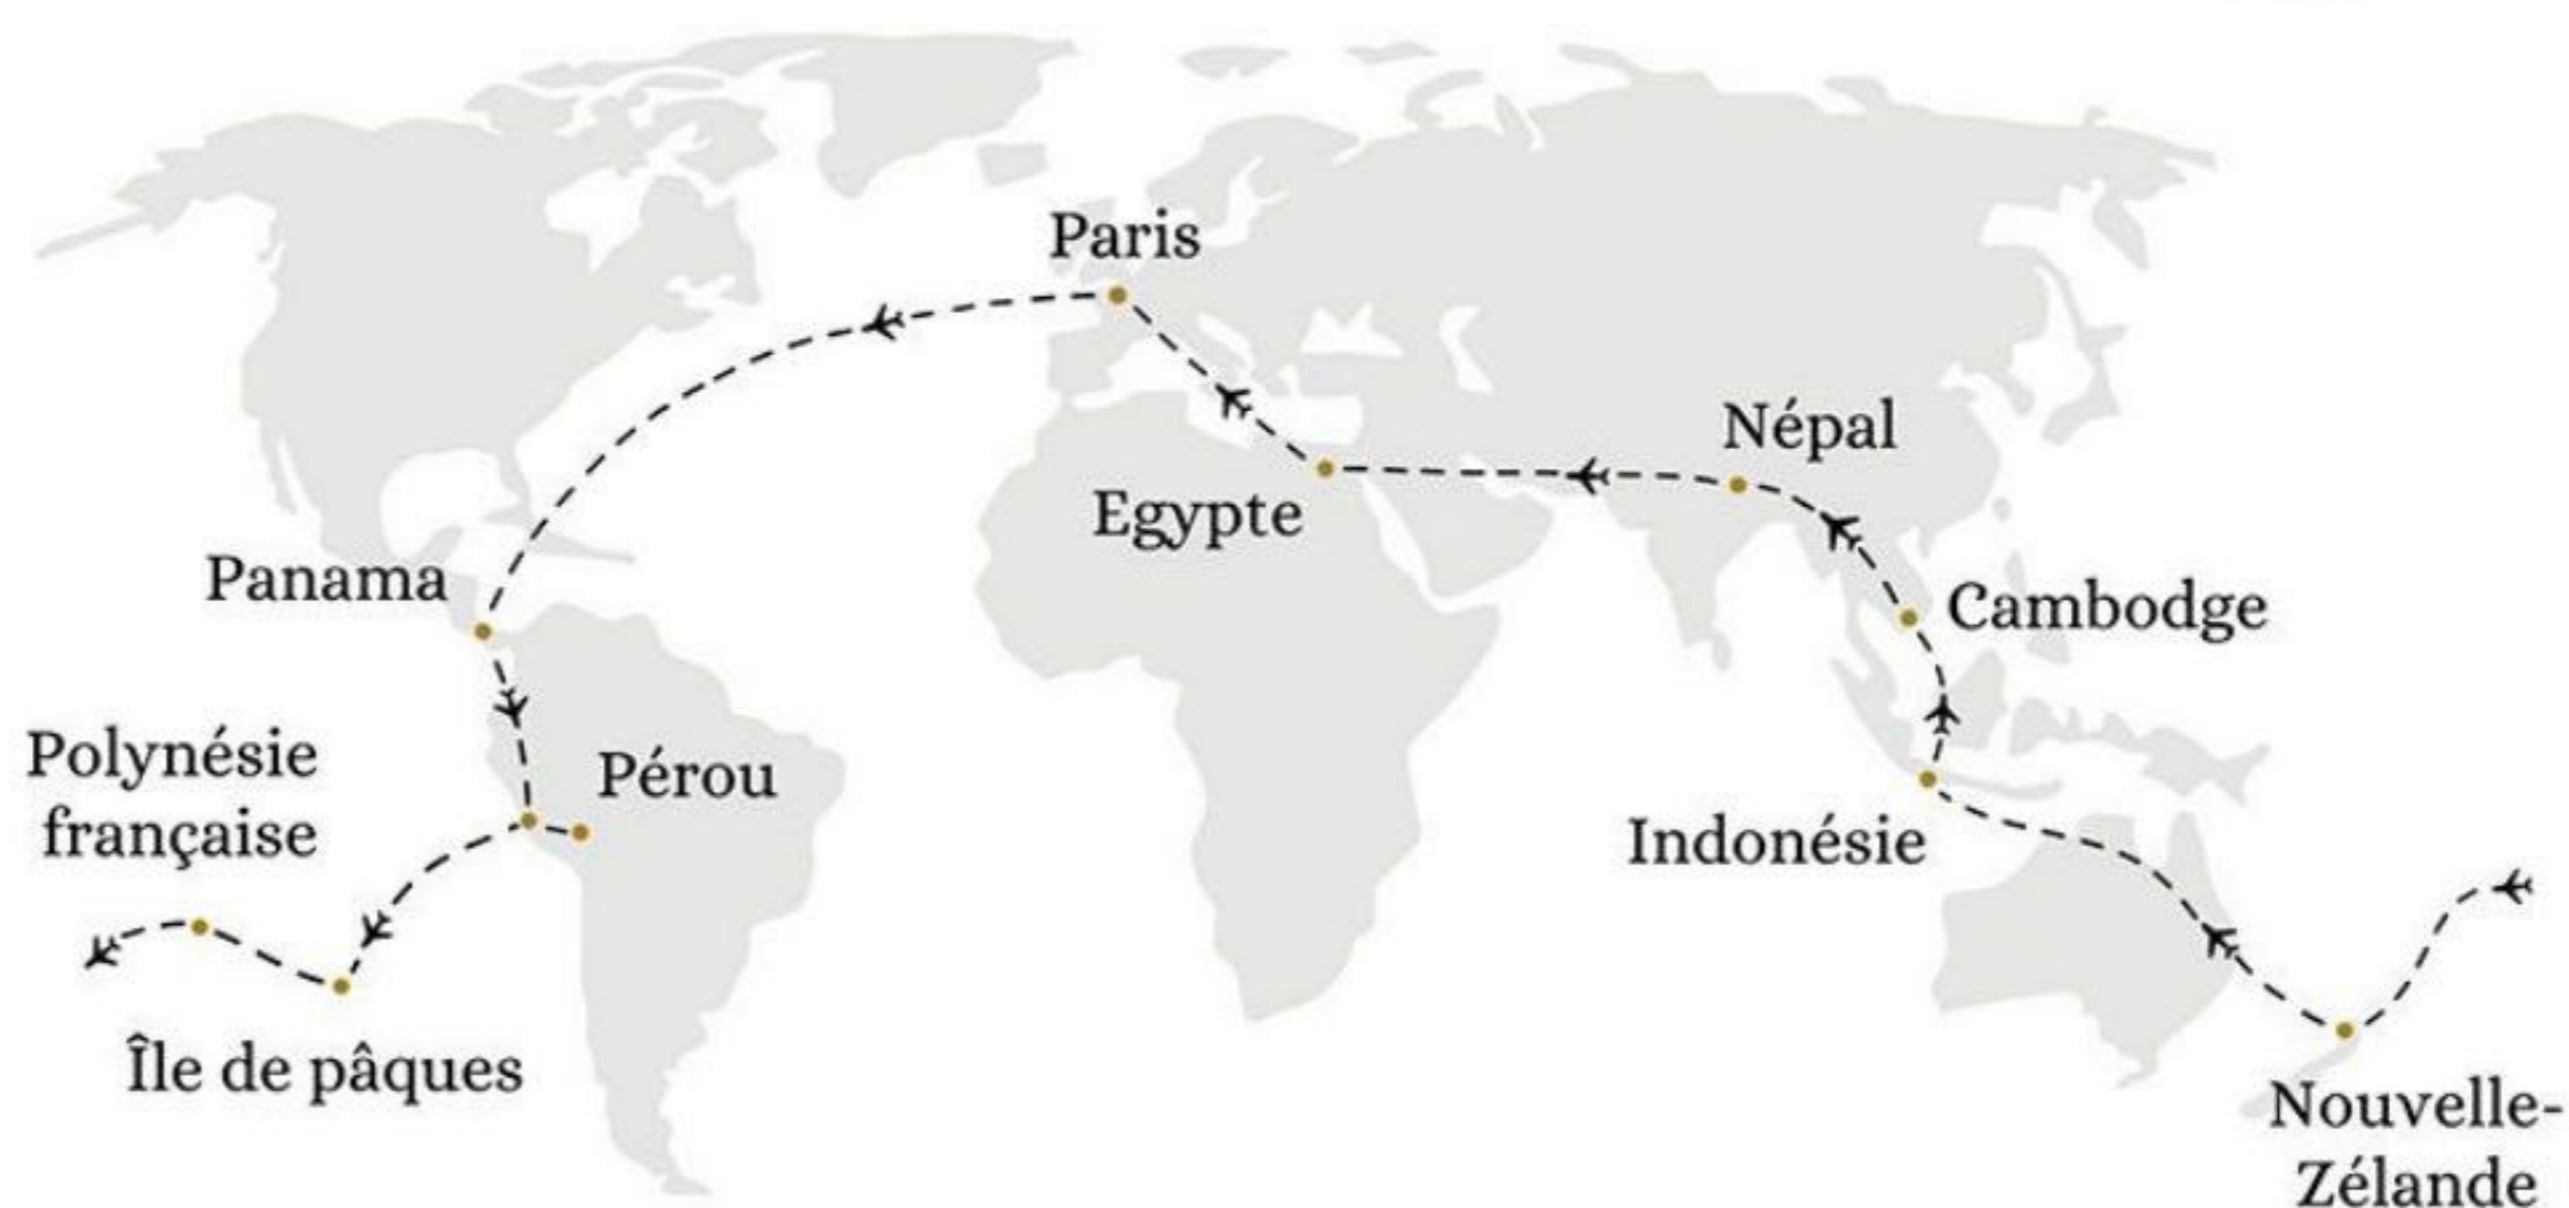 Paris
Népal
Egypte
Panama
Cambodge
Polynésie
française
Pérou
Indonésie
Île de pâques
Nouvelle-
Zélande